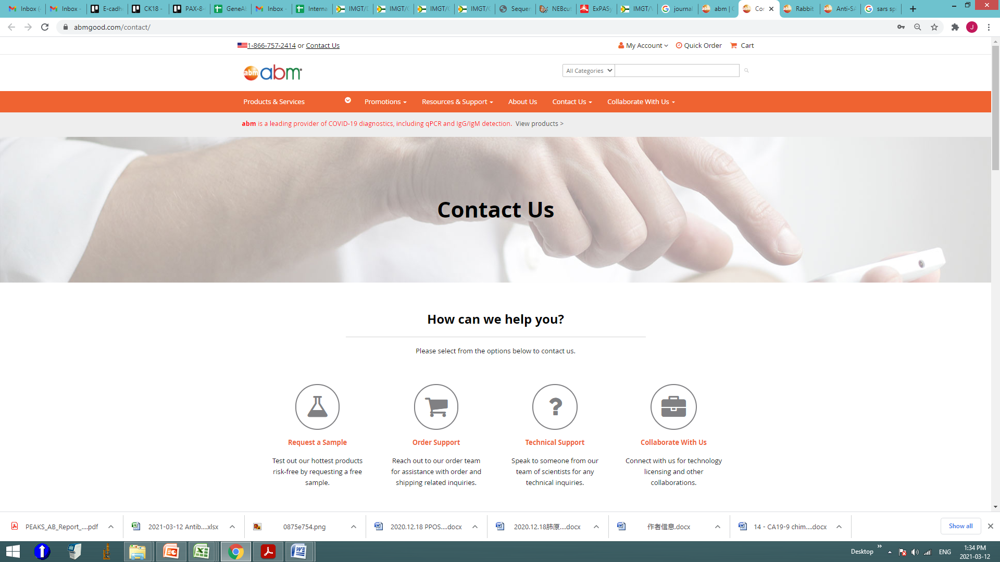 Inbox (
Inbox -
E-cadh
CK18 -
PAX-8-
GeneAl
Inbox -
Interna
IMGT/
IMGT/
IMGT/
IMGT/
Sequer
NEBcut
ExPASy
IMGT/V
journal
abm |
Co
Rabbit
Anti-SA
sars sp
abmgood.com/contact/
J
1-866-757-2414 or Contact Us
My Account
Quick Order
Cart
abm abm
All Categories
Products & Services
Promotions
Resources & Support
About Us
Contact Us
Collaborate With Us
abm is a leading provider of COVID-19 diagnostics, including qPCR and IgG/IgM detection. View products >
Contact Us
How can we help you?
Please select from the options below to contact us.
Request a Sample
Test out our hottest products
risk-free by requesting a free
sample.
Order Support
Reach out to our order team
for assistance with order and
shipping related inquiries.
Technical Support
Speak to someone from our
team of scientists for any
technical inquiries.
Collaborate With Us
Connect with us for technology
licensing and other
collaborations.
PEAKS_AB_Report_....pdf
2021-03-12 Antib....xlsx
0875e754.png
2020.12.18 PPOS....docx
2020.12.18肺原....docx
作者信息.docx
14 - CA19-9 chim....docx
Show all
Desktop
ENG
1:34 PM
2021-03-12